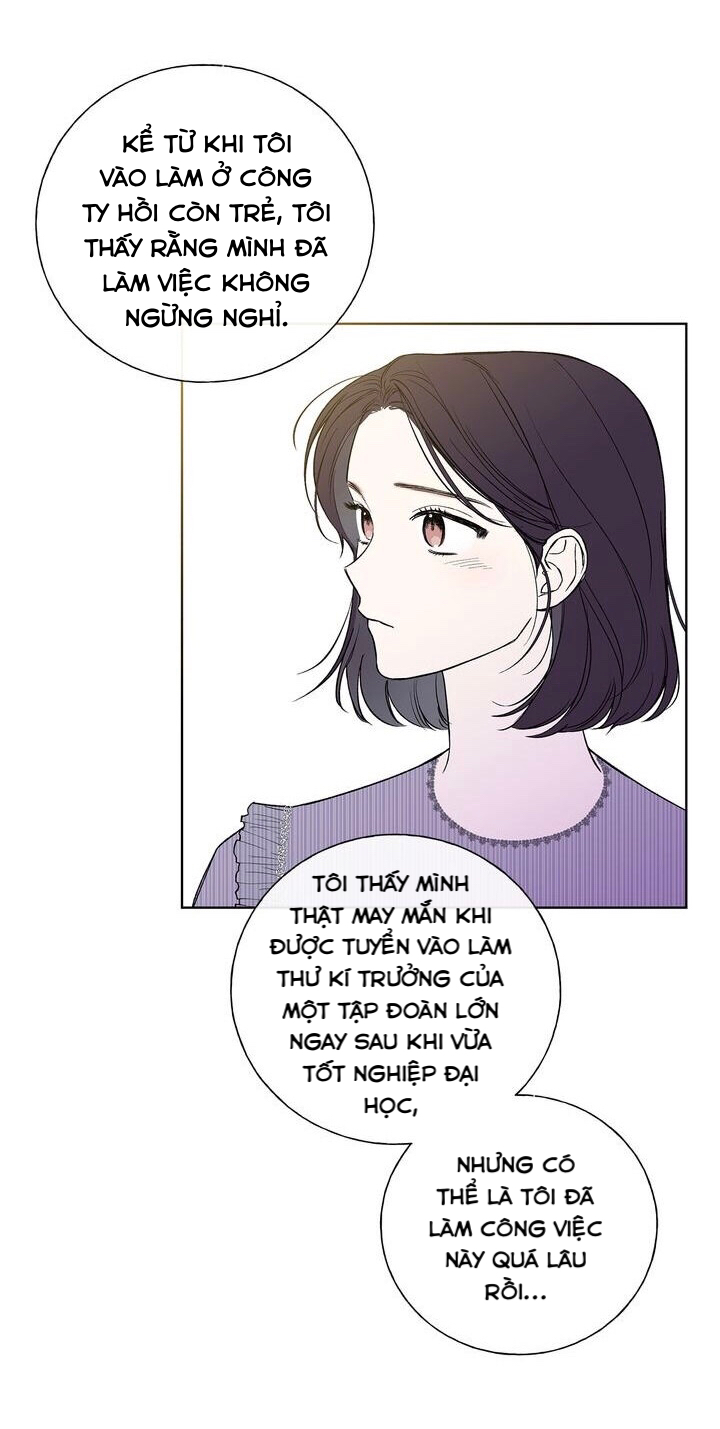 KỂ TỪ KHI TÔI
VÀO LÀM Ở CÔNG
TY HỒI CÒN TRẺ, TÔI
THẤY RẰNG MÌNH ĐÃ
LÀM VIỆC KHÔNG
NGỪNG NGHỈ.
TÔI THẤY MÌNH
THẬT MAY MẮN KHI
ĐƯỢC TUYỂN VÀO LÀM
THƯ KÍ TRƯỞNG CỦA
MỘT TẬP ĐOÀN LỚN
NGAY SAU KHI VỪA
TỐT NGHIỆP ĐẠI
HỌC,
NHƯNG CÓ
THỂ LÀ TÔI ĐÃ
LÀM CÔNG VIỆC
NÀY QUÁ LÂU
RỒI...